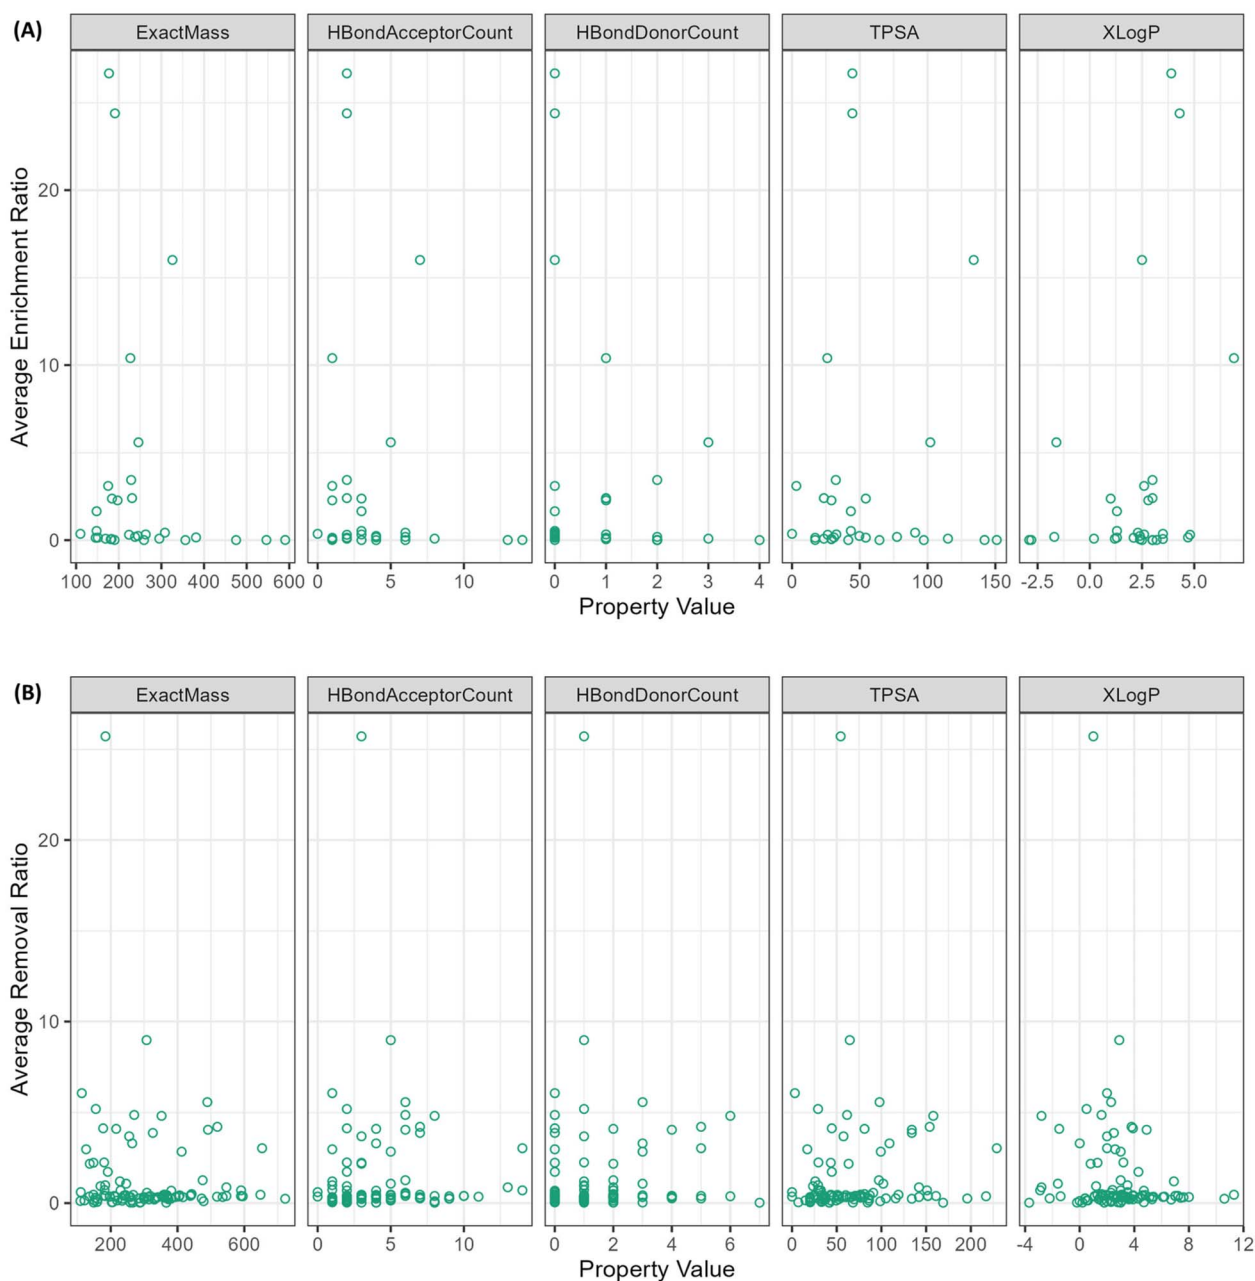 (A)
ExactMass HBondAcceptorCount HBondDonorCount TPSA XLogP
Average Enrichment Ratio
20
10
0
100 200 300 400 500 600 0 5 10 0 1 2 3 4 0 50 100 150 -2.5 0.0 2.5 5.0
Property Value
(B)
ExactMass HBondAcceptorCount HBondDonorCount TPSA XLogP
Average Removal Ratio
20
10
0
200 400 600 0 5 10 0 2 4 6 0 50 100 150 200 -4 0 4 8 12
Property Value